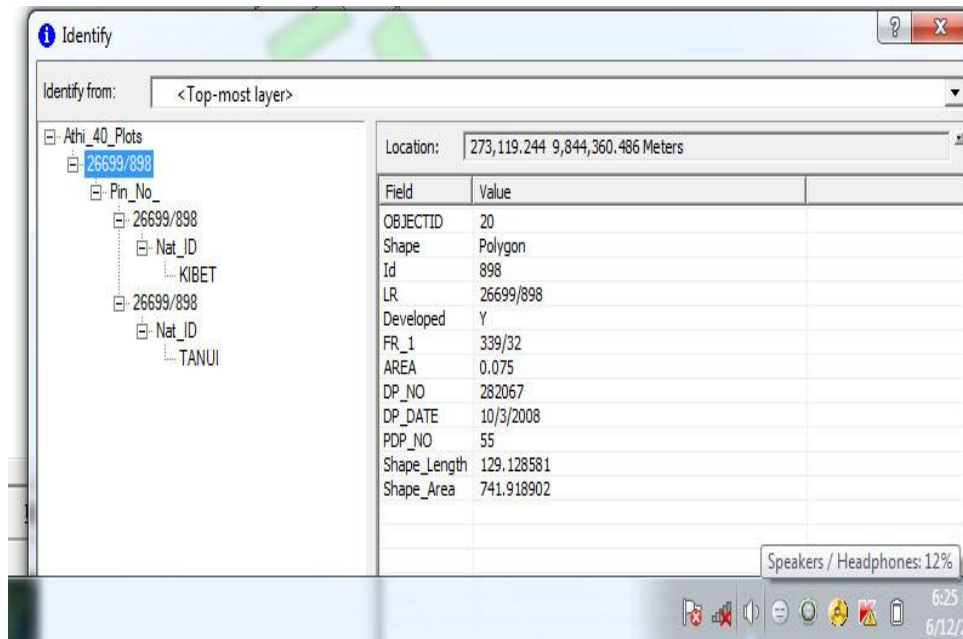 Identify
Identify from: <Top-most layer>
Athi_40_Plots
26699/898
Pin_No_
26699/898
Nat_ID
KIBET
26699/898
Nat_ID
TANUI
Location: 273,119.244 9,844,360.486 Meters
Field Value
OBJECTID 20
Shape Polygon
Id 898
LR 26699/898
Developed Y
FR_1 339/32
AREA 0.075
DP_NO 282067
DP_DATE 10/3/2008
PDP_NO 55
Shape_Length 129.128581
Shape_Area 741.918902
Speakers / Headphones: 12%
6:25
6/12/